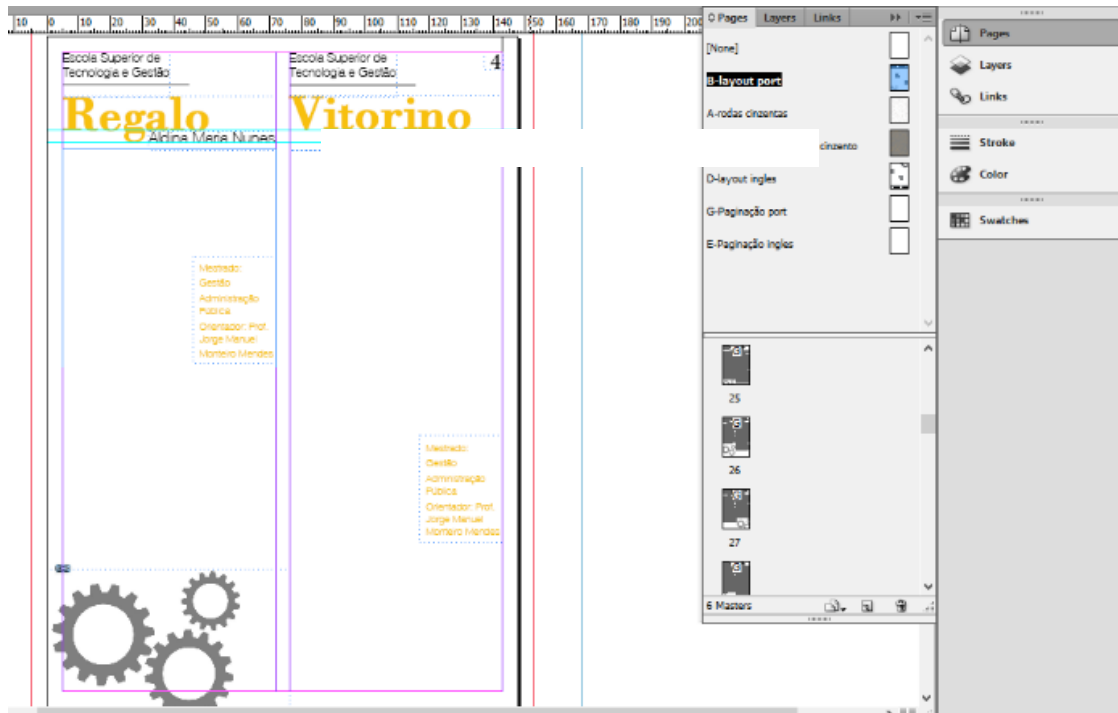 10 0 10 20 30 40 50 60 70 80 90 100 110 120 130 140 150 160 170 180 190 200
Escola Superior de
Tecnologia e Gestão
Regalo
Aldina Maria Nunes
Mestrado:
Gestão
Administração
Pública
Orientador: Prof.
Jorge Manuel
Monteiro Mendes
Escola Superior de
Tecnologia e Gestão
4
Vitorino
Mestrado:
Gestão
Administração
Pública
Orientador: Prof.
Jorge Manuel
Monteiro Mendes
Pages Layers Links
[None]
B-layout port
A-rodas cinzentas
cinzento
D-layout ingles
G-Paginação port
E-Paginação ingles
25
26
27
6 Masters
Pages
Layers
Links
Stroke
Color
Swatches